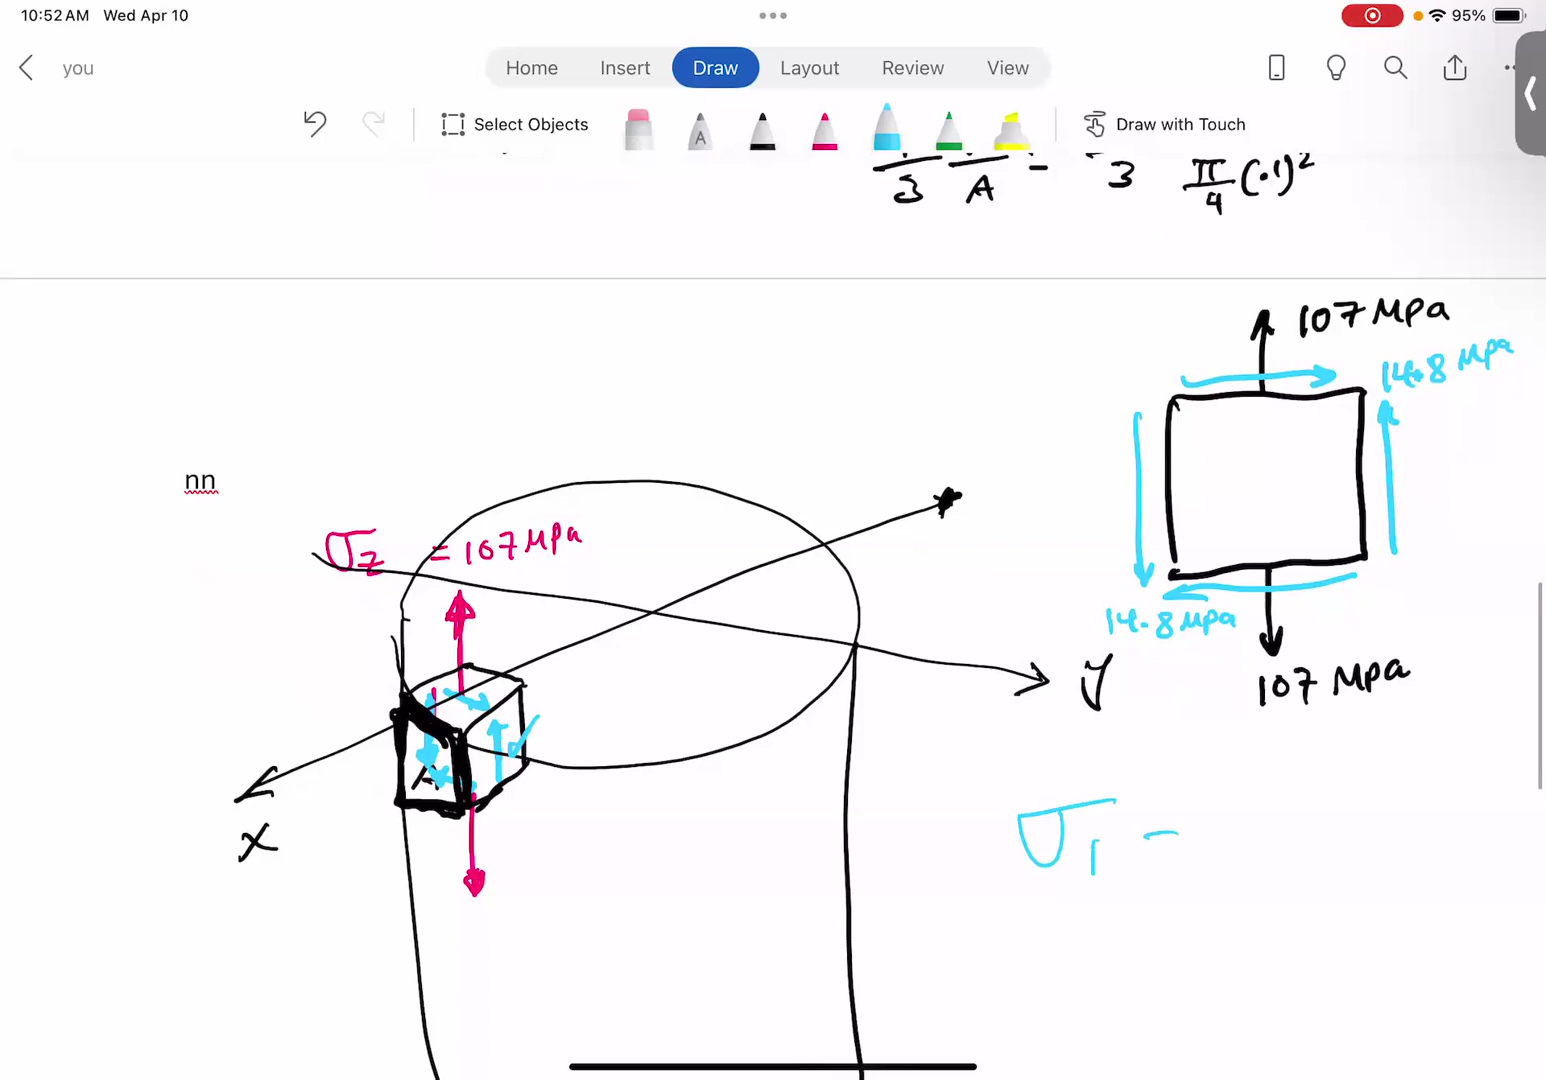 10:52 AM Wed Apr 10
95%
you
Home Insert Draw Layout Review View
Select Objects
A
Draw with Touch
3 A = 3 π/4 (.1)²
107 MPa
14.8 MPa
nn
σz = 107 MPa
14.8 MPa
y
107 MPa
A
x
σ1 -